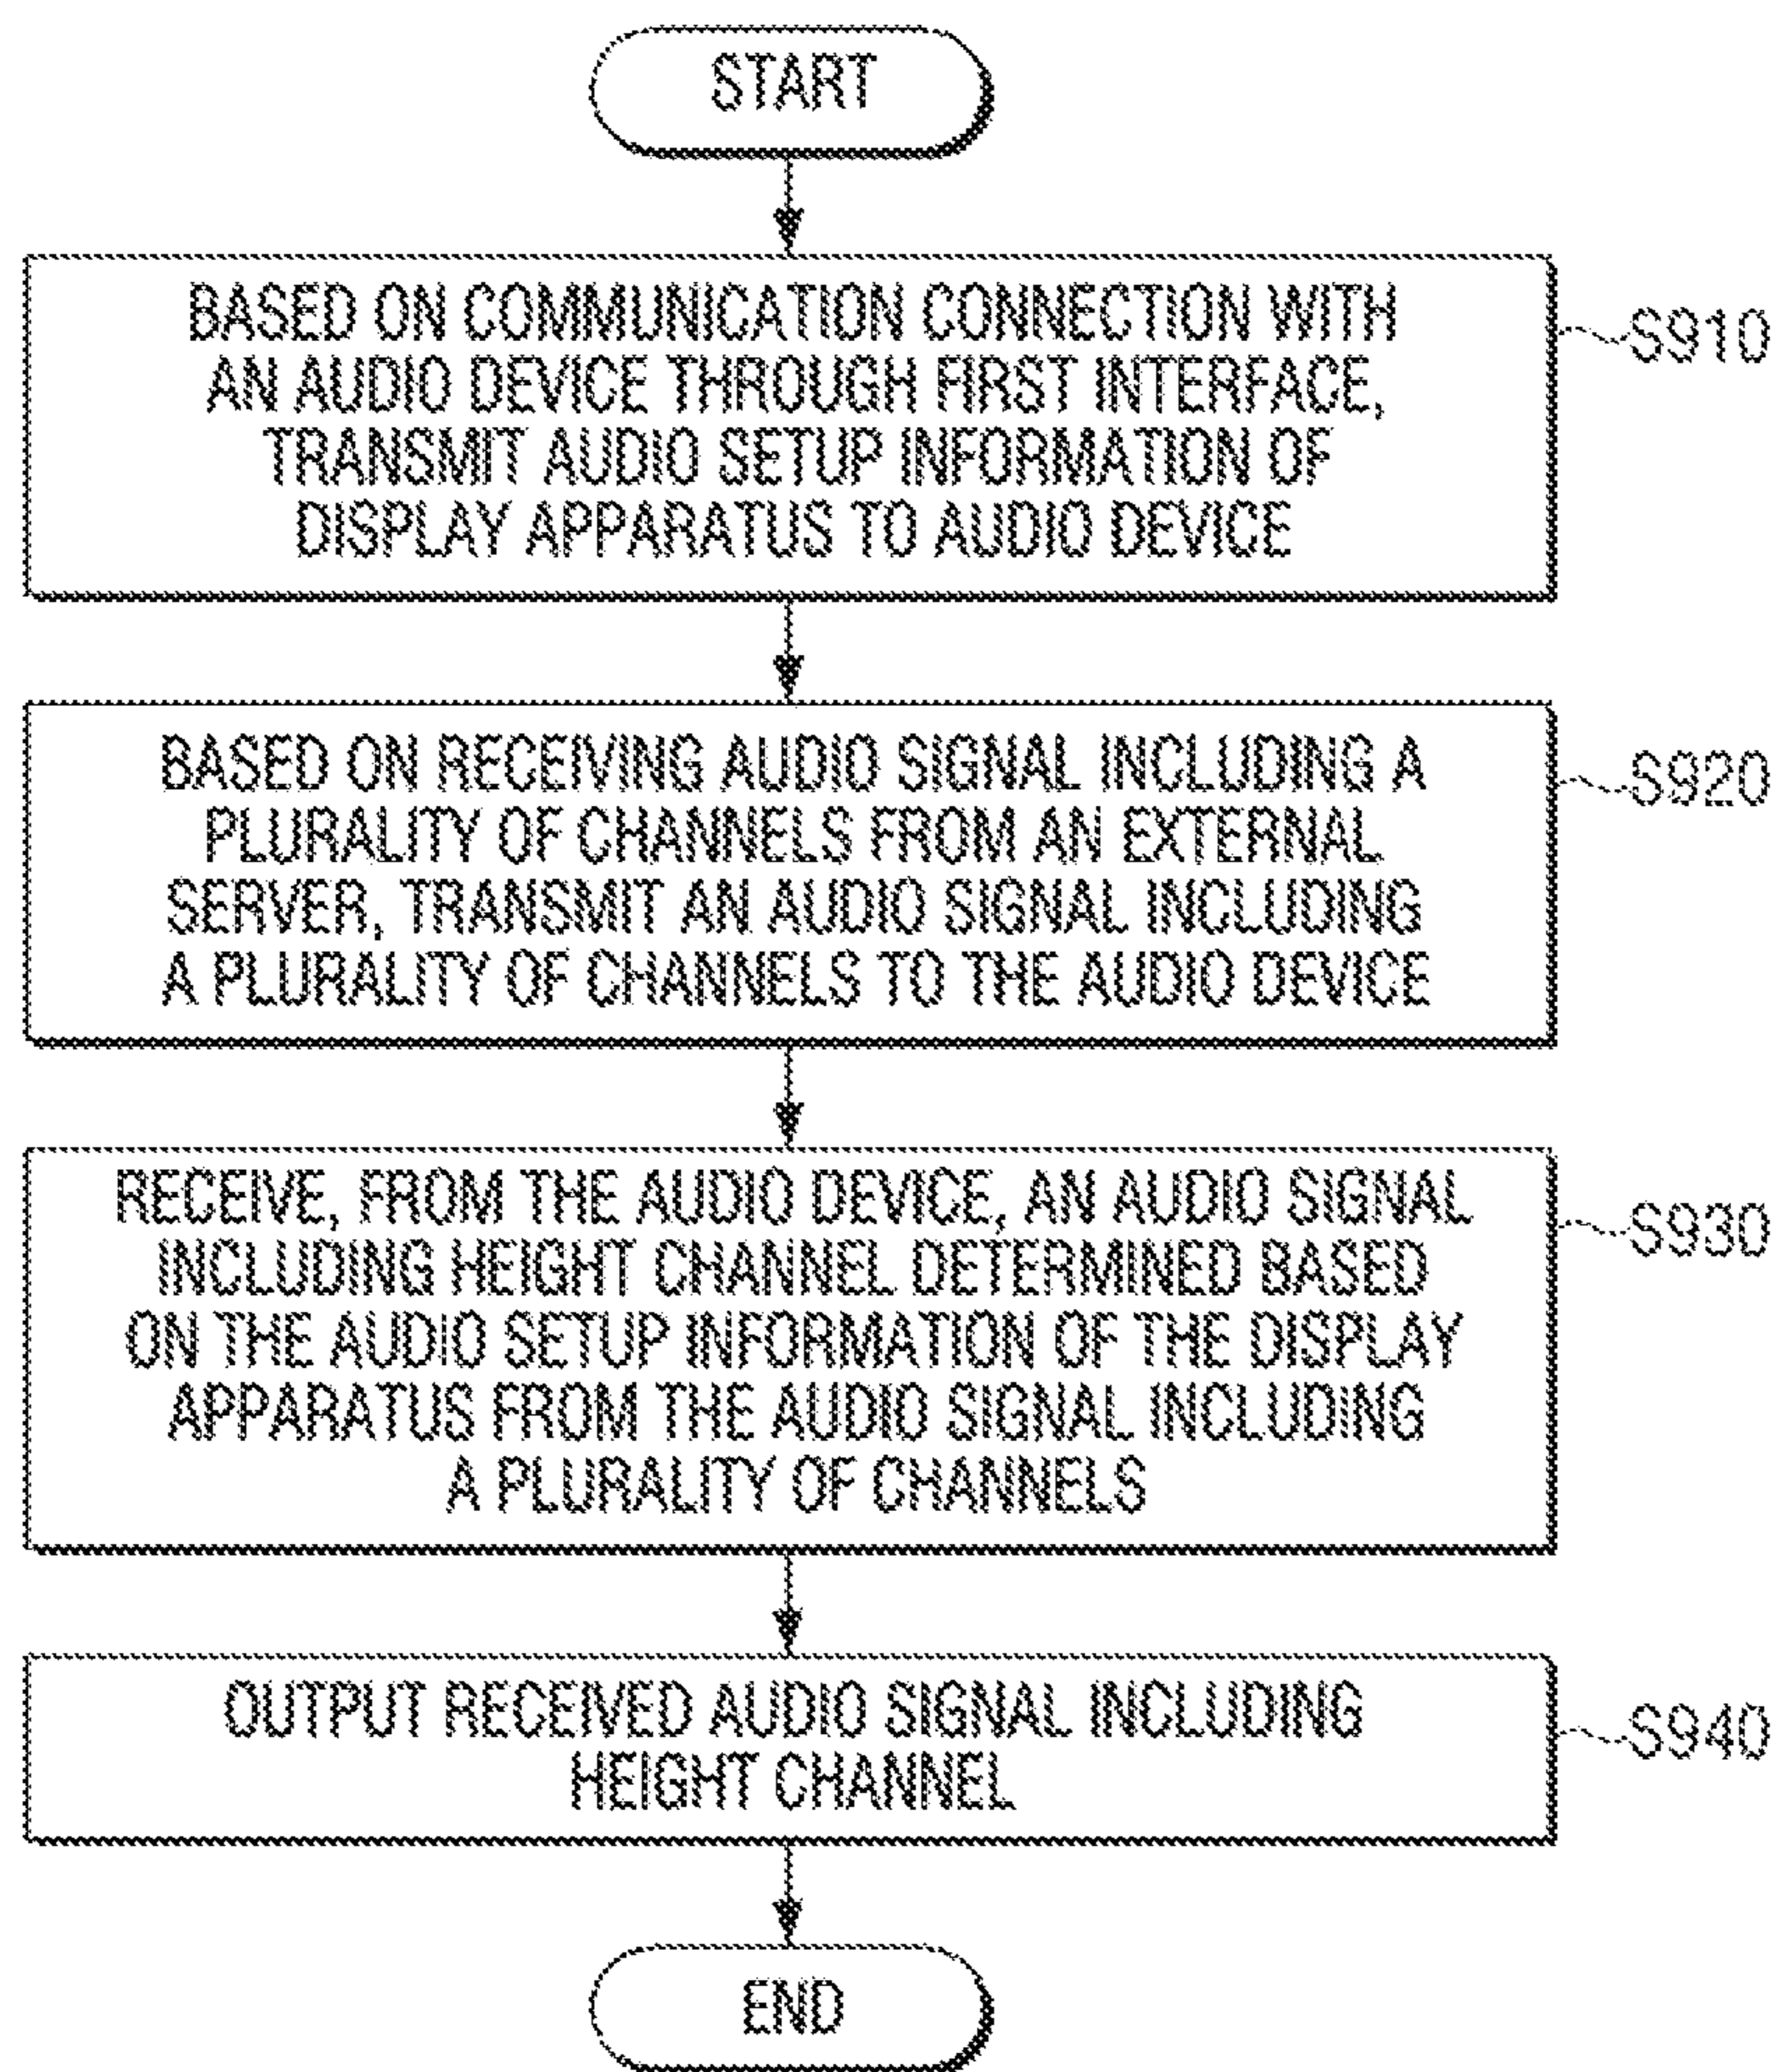 START
BASED ON COMMUNICATION CONNECTION WITH
AN AUDIO DEVICE THROUGH FIRST INTERFACE,
TRANSMIT AUDIO SETUP INFORMATION OF
DISPLAY APPARATUS TO AUDIO DEVICE
S910
BASED ON RECEIVING AUDIO SIGNAL INCLUDING A
PLURALITY OF CHANNELS FROM AN EXTERNAL
SERVER, TRANSMIT AN AUDIO SIGNAL INCLUDING
A PLURALITY OF CHANNELS TO THE AUDIO DEVICE
S920
RECEIVE, FROM THE AUDIO DEVICE, AN AUDIO SIGNAL
INCLUDING HEIGHT CHANNEL DETERMINED BASED
ON THE AUDIO SETUP INFORMATION OF THE DISPLAY
APPARATUS FROM THE AUDIO SIGNAL INCLUDING
A PLURALITY OF CHANNELS
S930
OUTPUT RECEIVED AUDIO SIGNAL INCLUDING
HEIGHT CHANNEL
S940
END